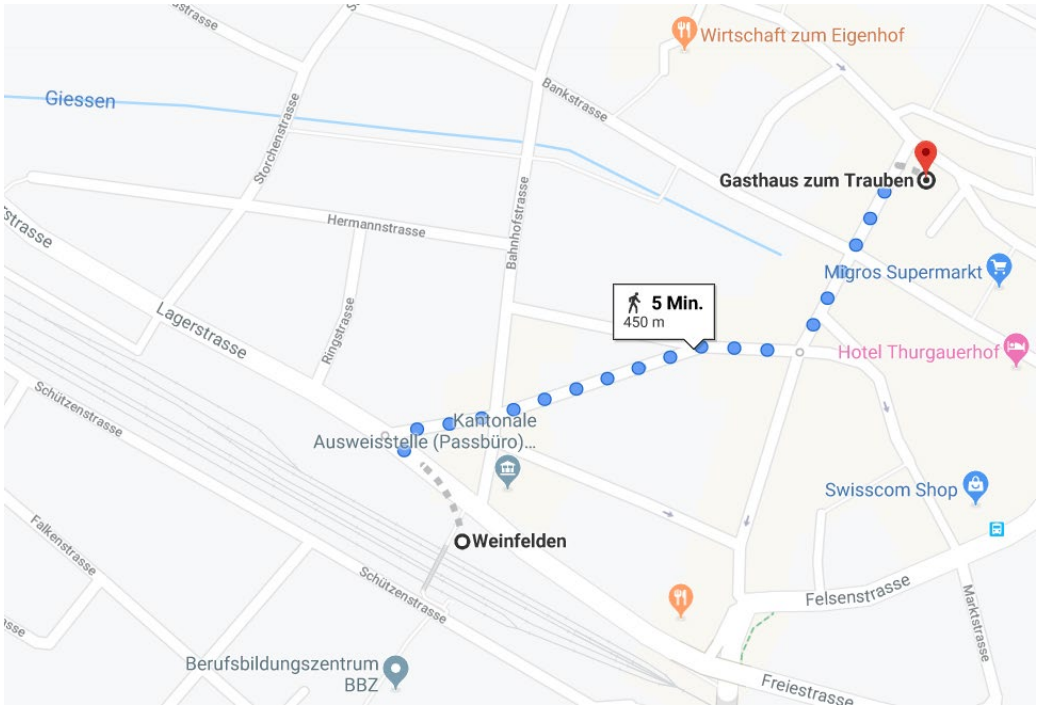 strasse
Wirtschaft zum Eigenhof
Giessen
Bankstrasse
Storchenstrasse
Gasthaus zum Trauben
Bahnhofstrasse
Hermannstrasse
strasse
Migros Supermarkt
5 Min.
450 m
Lagerstrasse
Ringstrasse
Hotel Thurgauerhof
Schützenstrasse
Kantonale
Ausweisstelle (Passbüro)...
Swisscom Shop
Weinfelden
Falkenstrasse
Schützenstrasse
Felsenstrasse
Marktstrasse
sse
Berufsbildungszentrum
BBZ
Freiestrasse